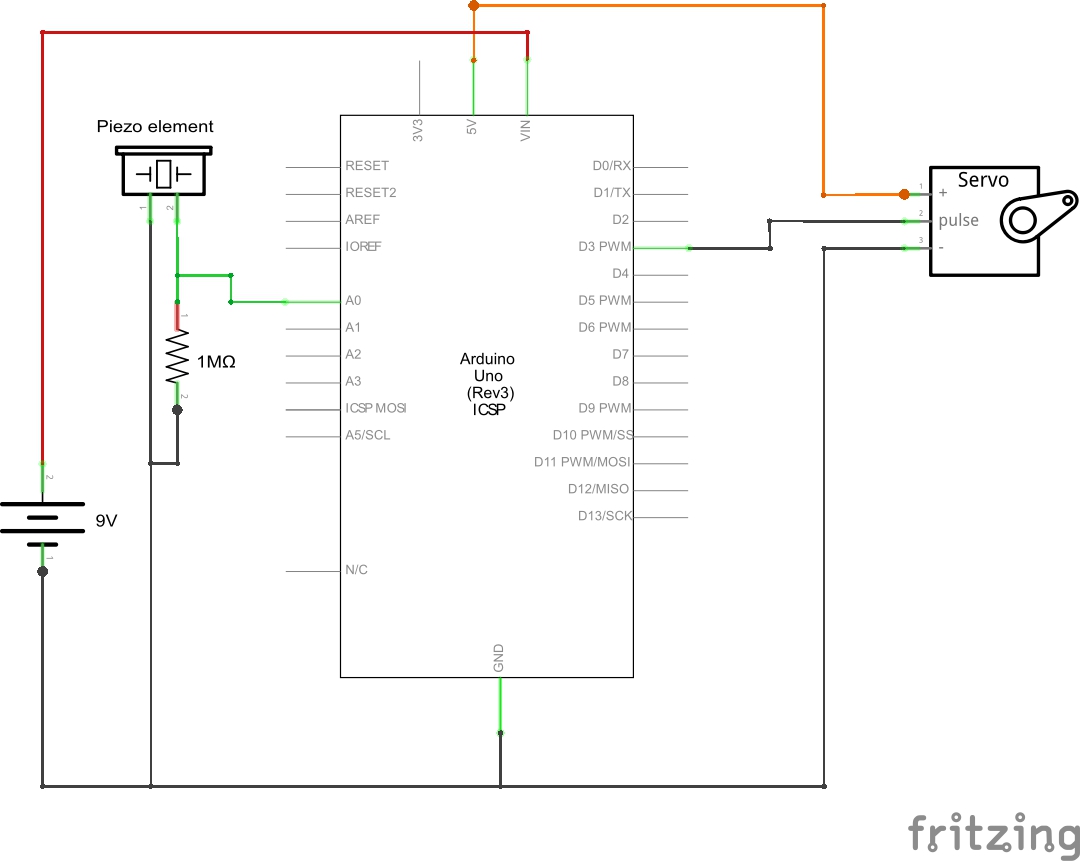 Piezo element
1
2
3V3
5V
VIN
RESET
RESET2
AREF
IOREF
A0
A1
A2
A3
ICSP MOSI
A5/SCL
N/C
D0/RX
D1/TX
D2
D3 PWM
D4
D5 PWM
D6 PWM
D7
D8
D9 PWM
D10 PWM/SS
D11 PWM/MOSI
D12/MISO
D13/SCK
Arduino
Uno
(Rev3)
ICSP
GND
1
1MΩ
2
2
9V
1
Servo
1
+
2
pulse
3
-
fritzing